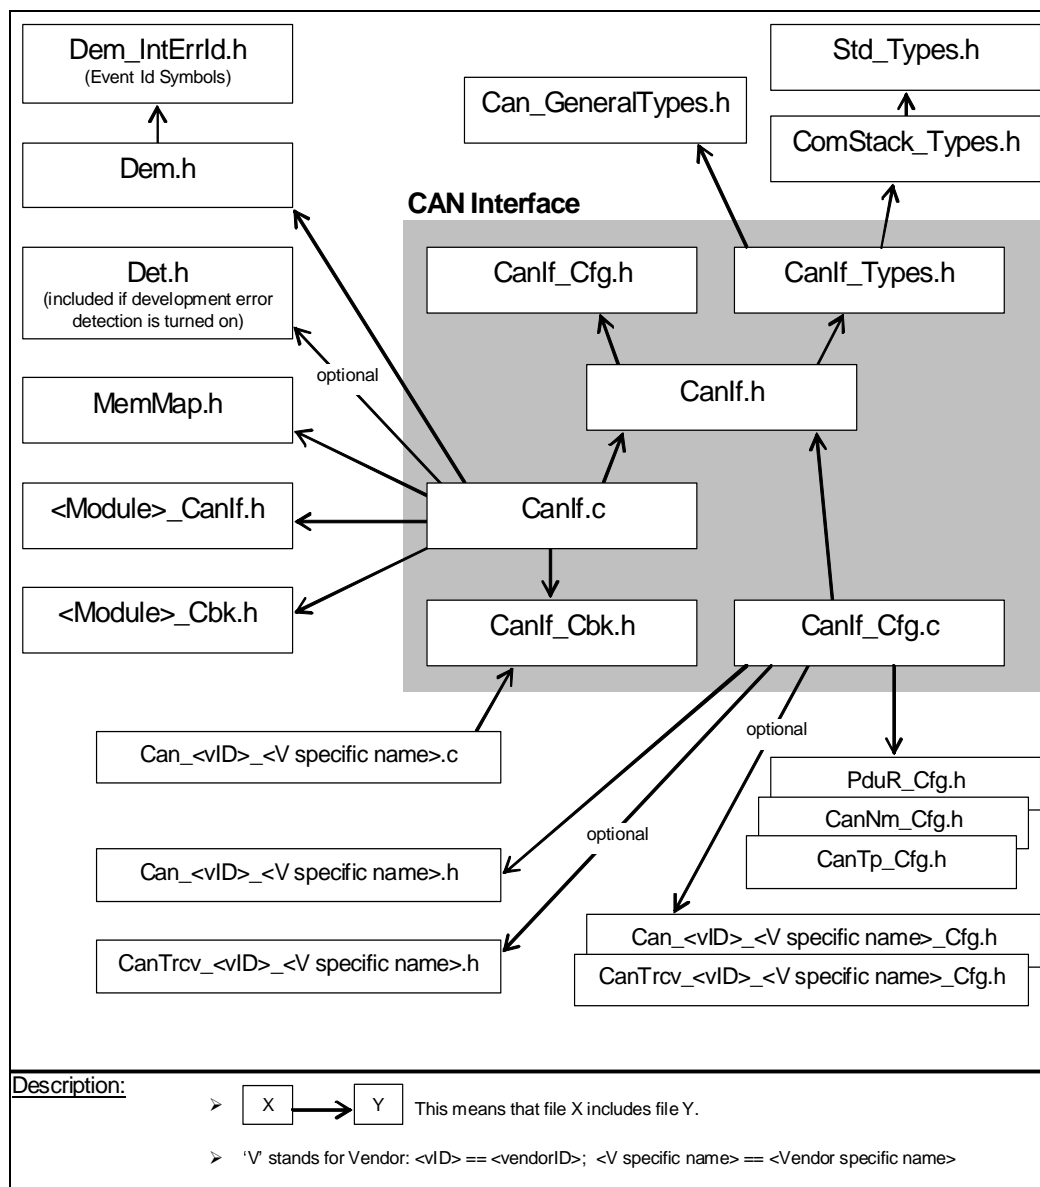 Dem_IntErrId.h
(Event Id Symbols)
Std_Types.h
Can_GeneralTypes.h
ComStack_Types.h
Dem.h
CAN Interface
Det.h
(included if development error
detection is turned on)
CanIf_Cfg.h
CanIf_Types.h
optional
CanIf.h
MemMap.h
<Module>_CanIf.h
CanIf.c
<Module>_Cbk.h
CanIf_Cbk.h
CanIf_Cfg.c
optional
Can_<vID>_<V specific name>.c
PduR_Cfg.h
CanNm_Cfg.h
CanTp_Cfg.h
optional
Can_<vID>_<V specific name>.h
CanTrcv_<vID>_<V specific name>.h
Can_<vID>_<V specific name>_Cfg.h
CanTrcv_<vID>_<V specific name>_Cfg.h
Description:
X Y This means that file X includes file Y.
‘V’ stands for Vendor: <vID> == <vendorID>; <V specific name> == <Vendor specific name>